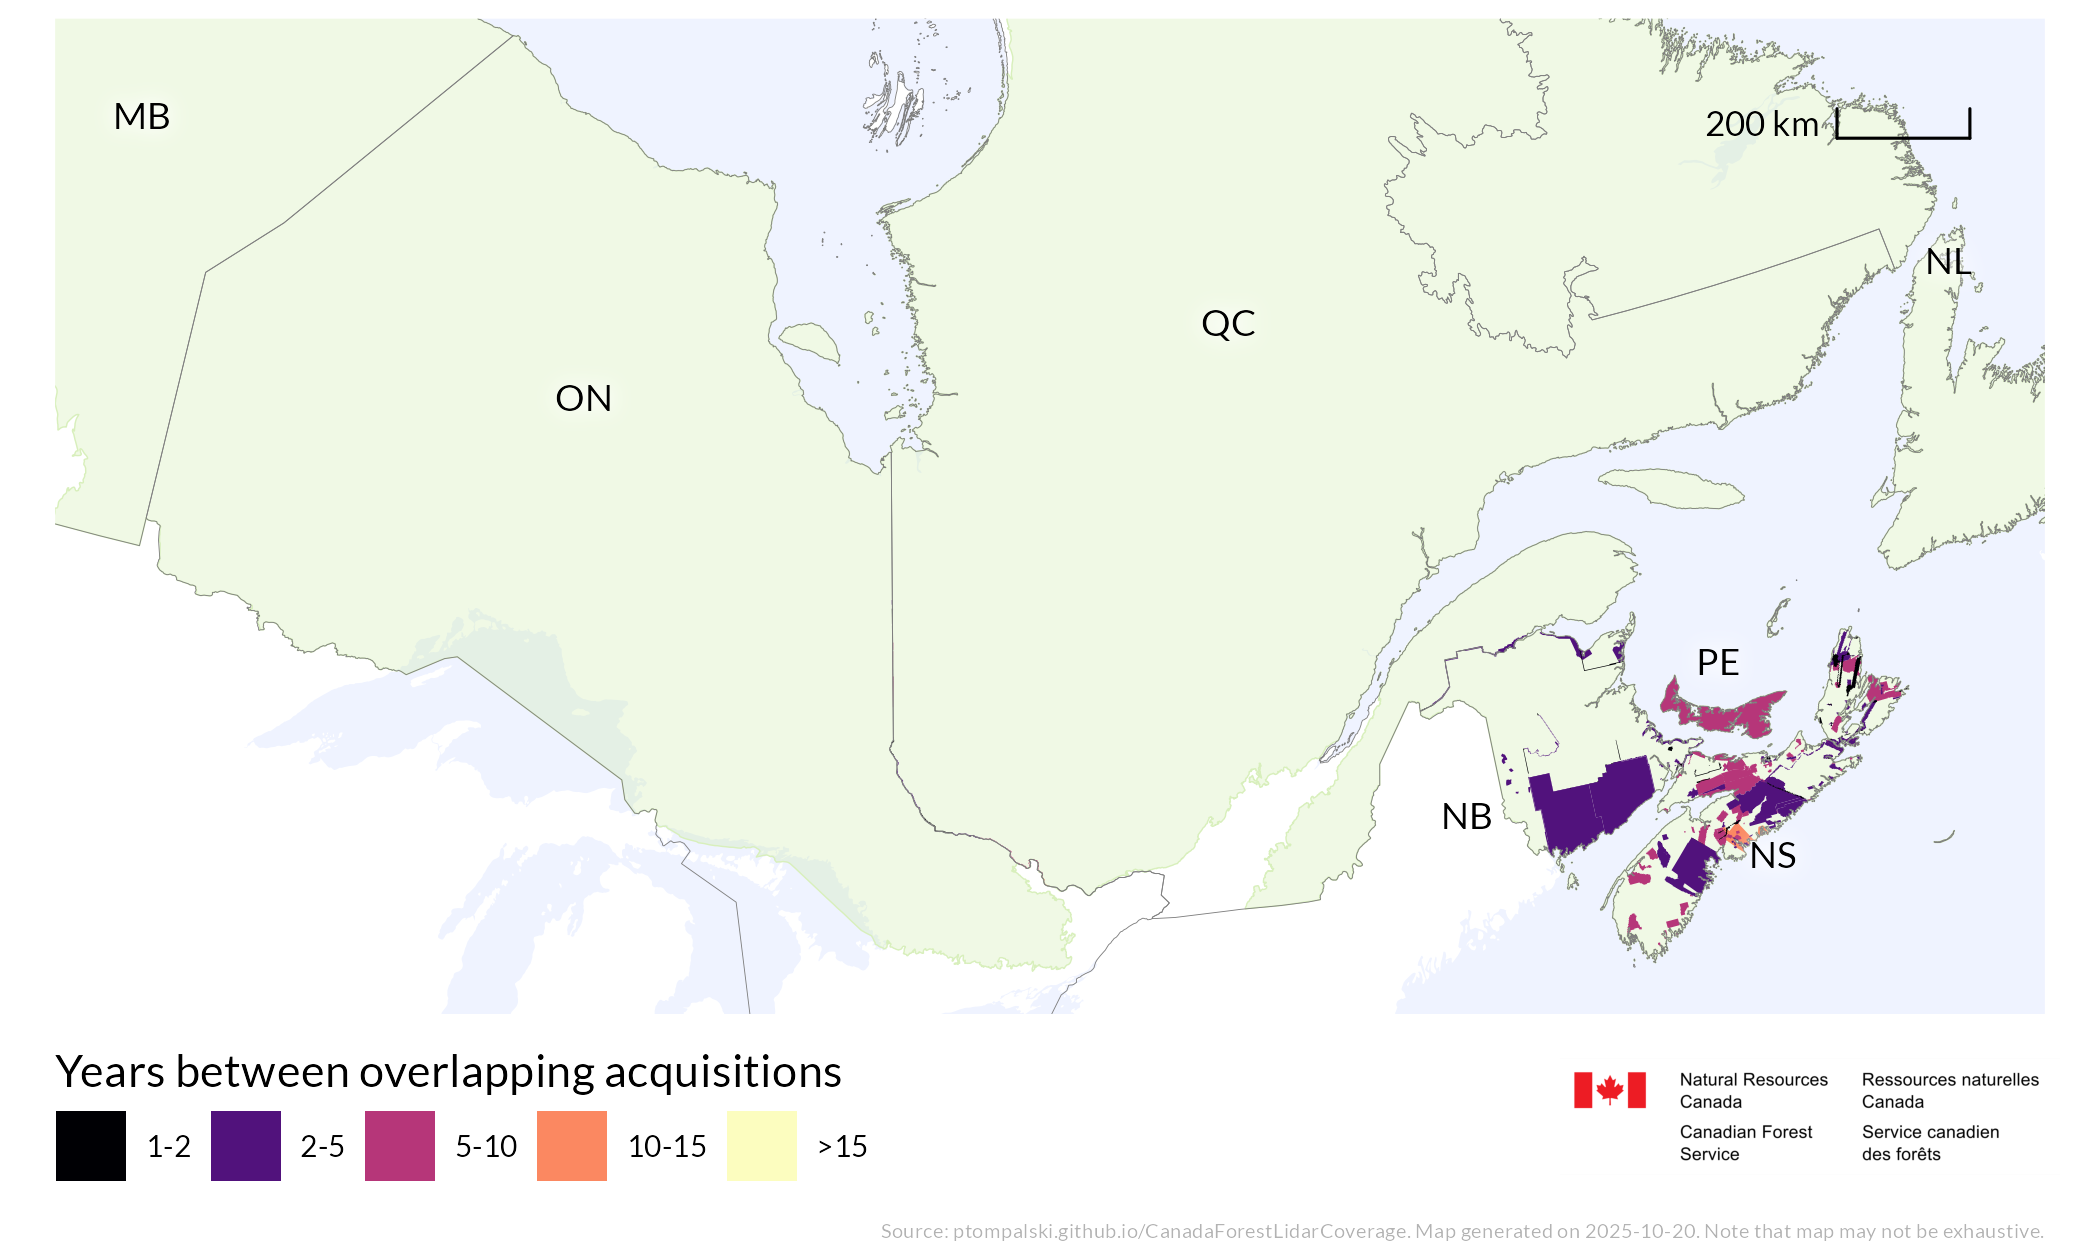 MB
200 km
NL
QC
ON
PE
NB
NS
Years between overlapping acquisitions
1-2
2-5
5-10
10-15
>15
Natural Resources
Canada
Canadian Forest
Service
Ressources naturelles
Canada
Service canadien
des forêts
Source: ptompalski.github.io/CanadaForestLidarCoverage. Map generated on 2025-10-20. Note that map may not be exhaustive.